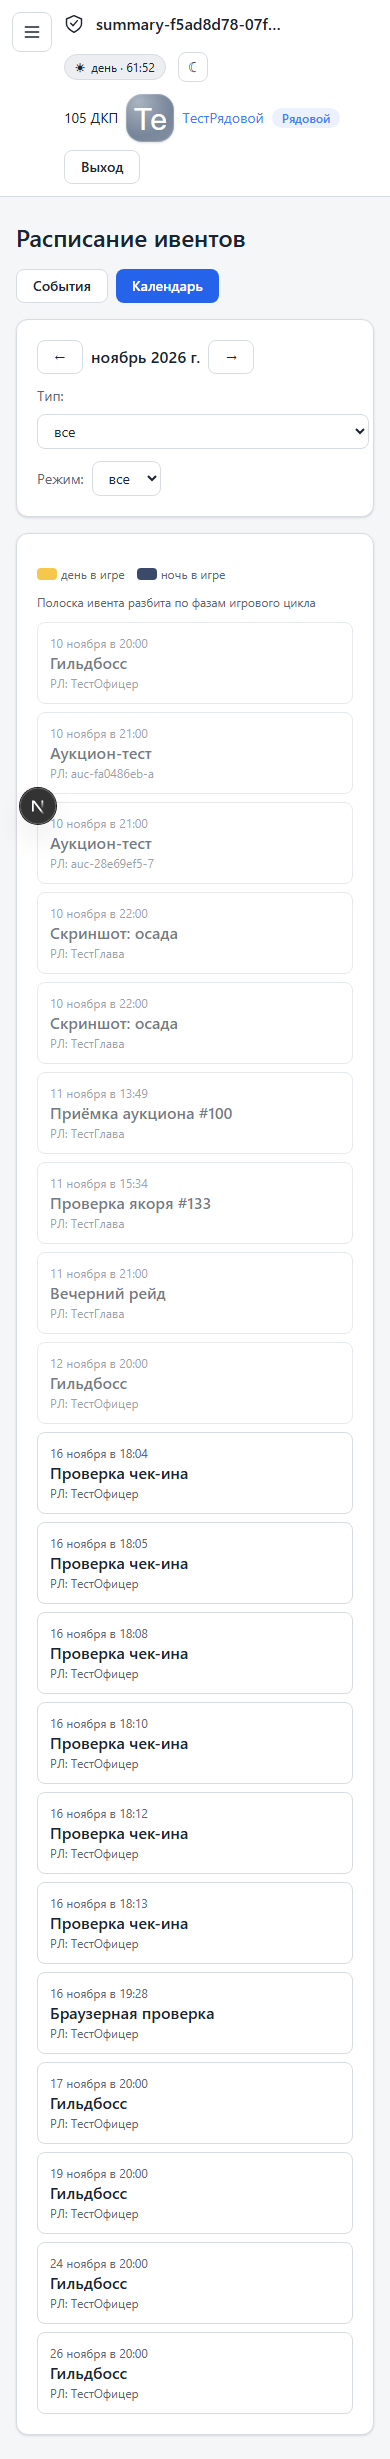 summary-f5ad8d78-07f...
☀ день · 61:52
☾
105 ДКП
Te
ТестРядовой
Рядовой
Выход
Расписание ивентов
События
Календарь
← ноябрь 2026 г. →
Тип:
все
Режим: все
день в игре ночь в игре
Полоска ивента разбита по фазам игрового цикла
10 ноября в 20:00
Гильдбосс
РЛ: ТестОфицер
10 ноября в 21:00
Аукцион-тест
РЛ: auc-fa0486eb-a
N
10 ноября в 21:00
Аукцион-тест
РЛ: auc-28e69ef5-7
10 ноября в 22:00
Скриншот: осада
РЛ: ТестГлава
10 ноября в 22:00
Скриншот: осада
РЛ: ТестГлава
11 ноября в 13:49
Приёмка аукциона #100
РЛ: ТестГлава
11 ноября в 15:34
Проверка якоря #133
РЛ: ТестГлава
11 ноября в 21:00
Вечерний рейд
РЛ: ТестГлава
12 ноября в 20:00
Гильдбосс
РЛ: ТестОфицер
16 ноября в 18:04
Проверка чек-ина
РЛ: ТестОфицер
16 ноября в 18:05
Проверка чек-ина
РЛ: ТестОфицер
16 ноября в 18:08
Проверка чек-ина
РЛ: ТестОфицер
16 ноября в 18:10
Проверка чек-ина
РЛ: ТестОфицер
16 ноября в 18:12
Проверка чек-ина
РЛ: ТестОфицер
16 ноября в 18:13
Проверка чек-ина
РЛ: ТестОфицер
16 ноября в 19:28
Браузерная проверка
РЛ: ТестОфицер
17 ноября в 20:00
Гильдбосс
РЛ: ТестОфицер
19 ноября в 20:00
Гильдбосс
РЛ: ТестОфицер
24 ноября в 20:00
Гильдбосс
РЛ: ТестОфицер
26 ноября в 20:00
Гильдбосс
РЛ: ТестОфицер